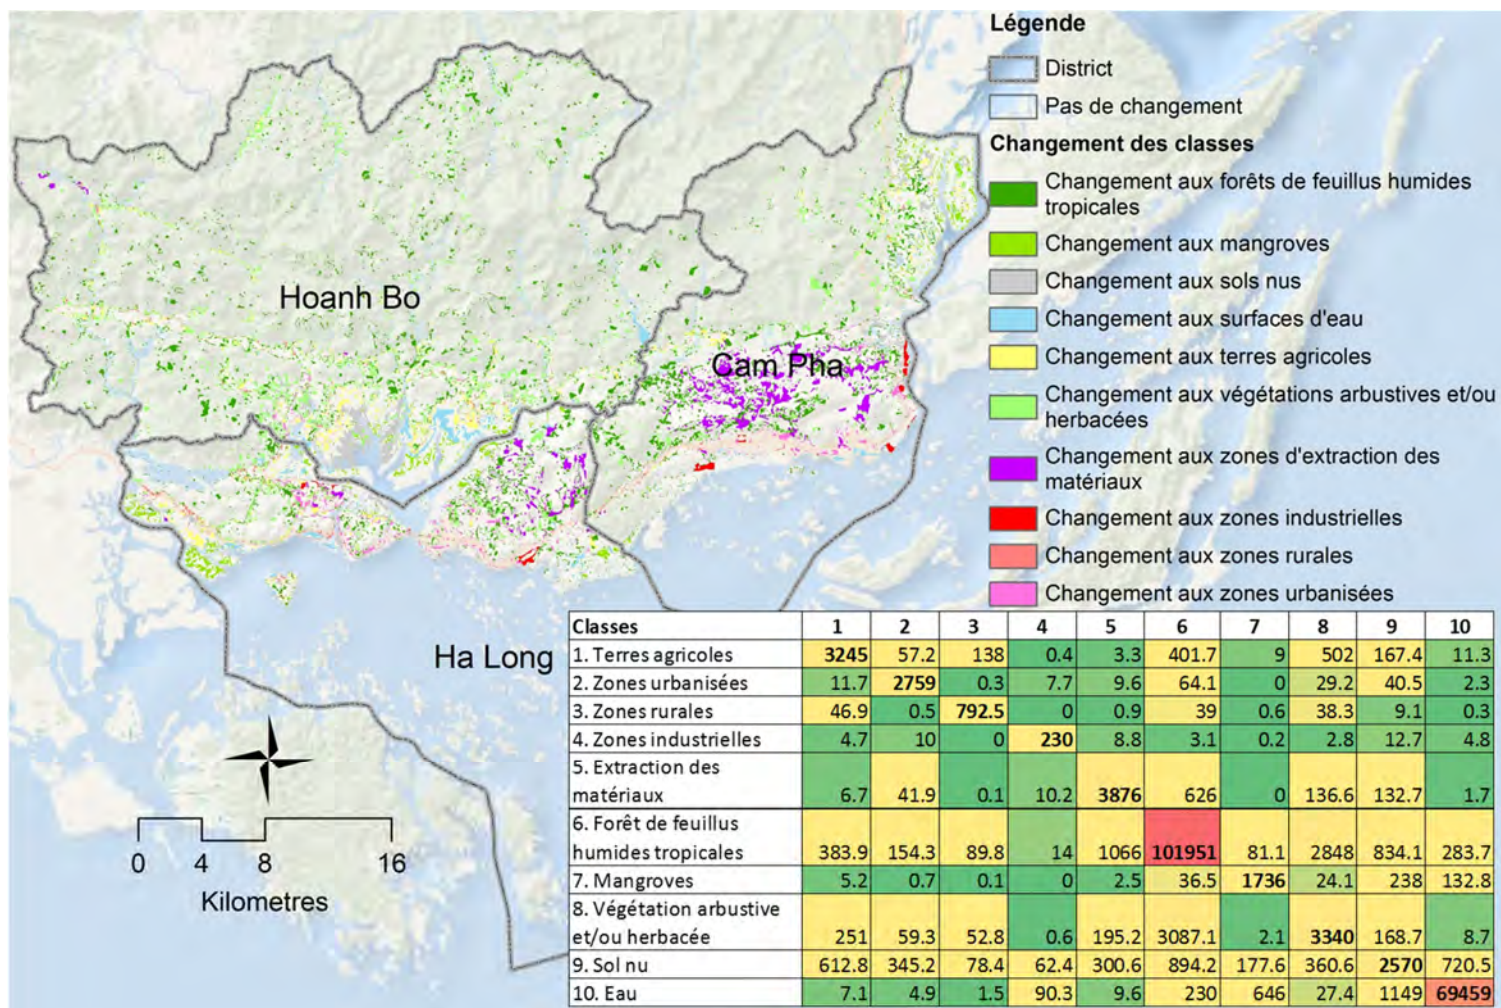 Légende
District
Pas de changement
Changement des classes
Changement aux forêts de feuillus humides
tropicales
Changement aux mangroves
Changement aux sols nus
Changement aux surfaces d'eau
Changement aux terres agricoles
Changement aux végétations arbustives et/ou
herbacées
Changement aux zones d'extraction des
matériaux
Changement aux zones industrielles
Changement aux zones rurales
Changement aux zones urbanisées
Hoanh Bo
Cam Pha
Ha Long
0 4 8 16
Kilometres
Classes 1 2 3 4 5 6 7 8 9 10
1. Terres agricoles 3245 57.2 138 0.4 3.3 401.7 9 502 167.4 11.3
2. Zones urbanisées 11.7 2759 0.3 7.7 9.6 64.1 0 29.2 40.5 2.3
3. Zones rurales 46.9 0.5 792.5 0 0.9 39 0.6 38.3 9.1 0.3
4. Zones industrielles 4.7 10 0 230 8.8 3.1 0.2 2.8 12.7 4.8
5. Extraction des
matériaux 6.7 41.9 0.1 10.2 3876 626 0 136.6 132.7 1.7
6. Forêt de feuillus
humides tropicales 383.9 154.3 89.8 14 1066 101951 81.1 2848 834.1 283.7
7. Mangroves 5.2 0.7 0.1 0 2.5 36.5 1736 24.1 238 132.8
8. Végétation arbustive
et/ou herbacée 251 59.3 52.8 0.6 195.2 3087.1 2.1 3340 168.7 8.7
9. Sol nu 612.8 345.2 78.4 62.4 300.6 894.2 177.6 360.6 2570 720.5
10. Eau 7.1 4.9 1.5 90.3 9.6 230 646 27.4 1149 69459